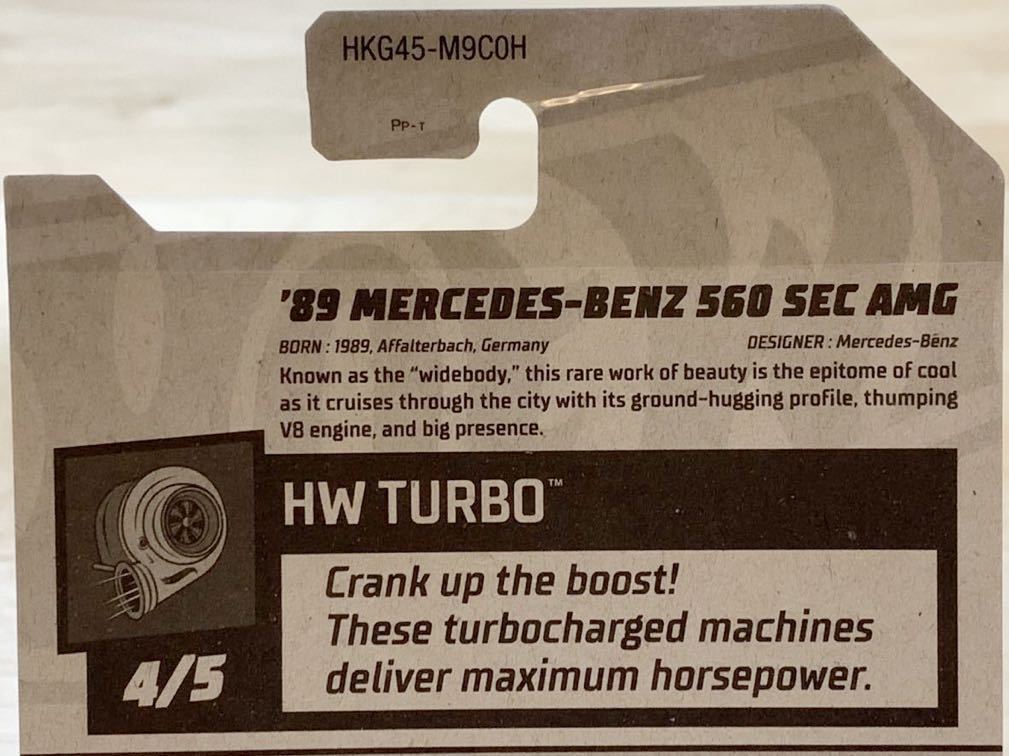 HKG45-M9C0H
PP-T
'89 MERCEDES-BENZ 560 SEC AMG
BORN : 1989, Affalterbach, Germany DESIGNER : Mercedes-Benz
Known as the “widebody,” this rare work of beauty is the epitome of cool
as it cruises through the city with its ground-hugging profile, thumping
V8 engine, and big presence.
HW TURBO™
Crank up the boost!
These turbocharged machines
deliver maximum horsepower.
4/5